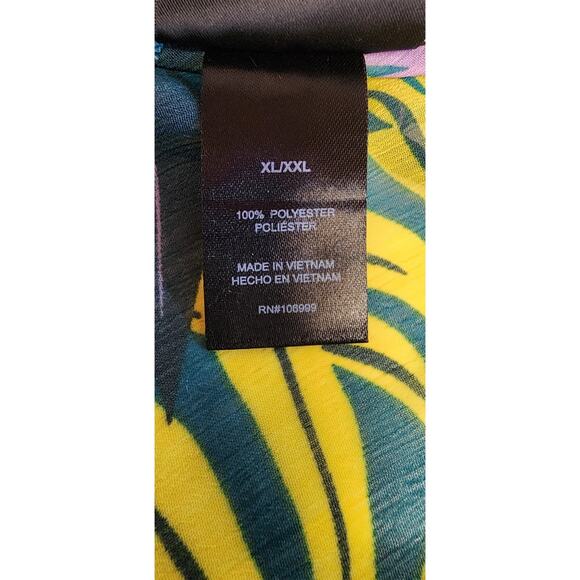 XL/XXL
100% POLYESTER
POLIÉSTER
MADE IN VIETNAM
HECHO EN VIETNAM
RN#106999